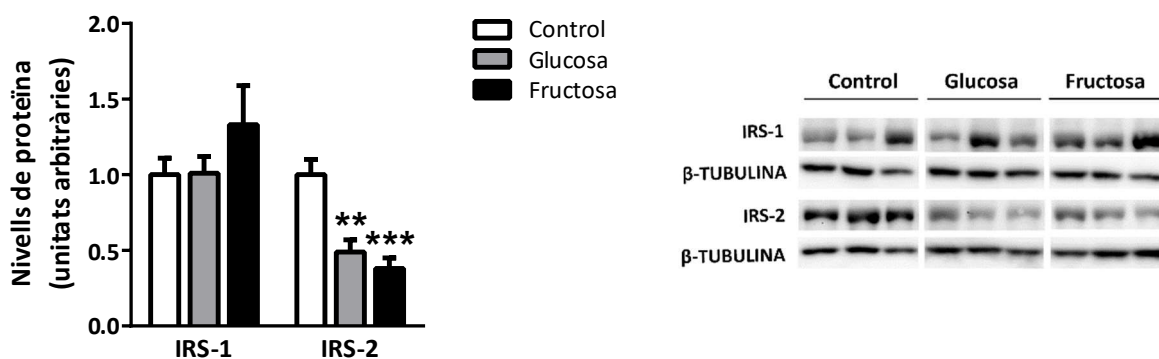 Nivells de proteïna
(unitats arbitràries)
2.0
1.5
1.0
0.5
0.0
**
***
IRS-1
IRS-2
Control
Glucosa
Fructosa
Control
Glucosa
Fructosa
IRS-1
β-TUBULINA
IRS-2
β-TUBULINA